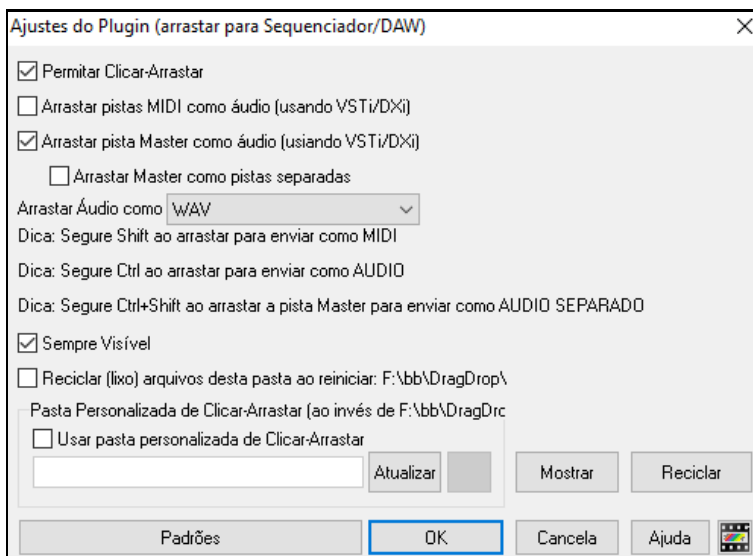 Ajustes do Plugin (arrastar para Sequenciador/DAW)
Permitar Clicar-Arrastar
Arrastar pistas MIDI como áudio (usando VSTi/DXi)
Arrastar pista Master como áudio (usiando VSTi/DXi)
Arrastar Master como pistas separadas
Arrastar Áudio como WAV
Dica: Segure Shift ao arrastar para enviar como MIDI
Dica: Segure Ctrl ao arrastar para enviar como AUDIO
Dica: Segure Ctrl+Shift ao arrastar a pista Master para enviar como AUDIO SEPARADO
Sempre Visível
Reciclar (lixo) arquivos desta pasta ao reiniciar: F:\bb\DragDrop\
Pasta Personalizada de Clicar-Arrastar (ao invés de F:\bb\DragDrc
Usar pasta personalizada de Clicar-Arrastar
Atualizar Mostrar Reciclar
Padrões OK Cancela Ajuda